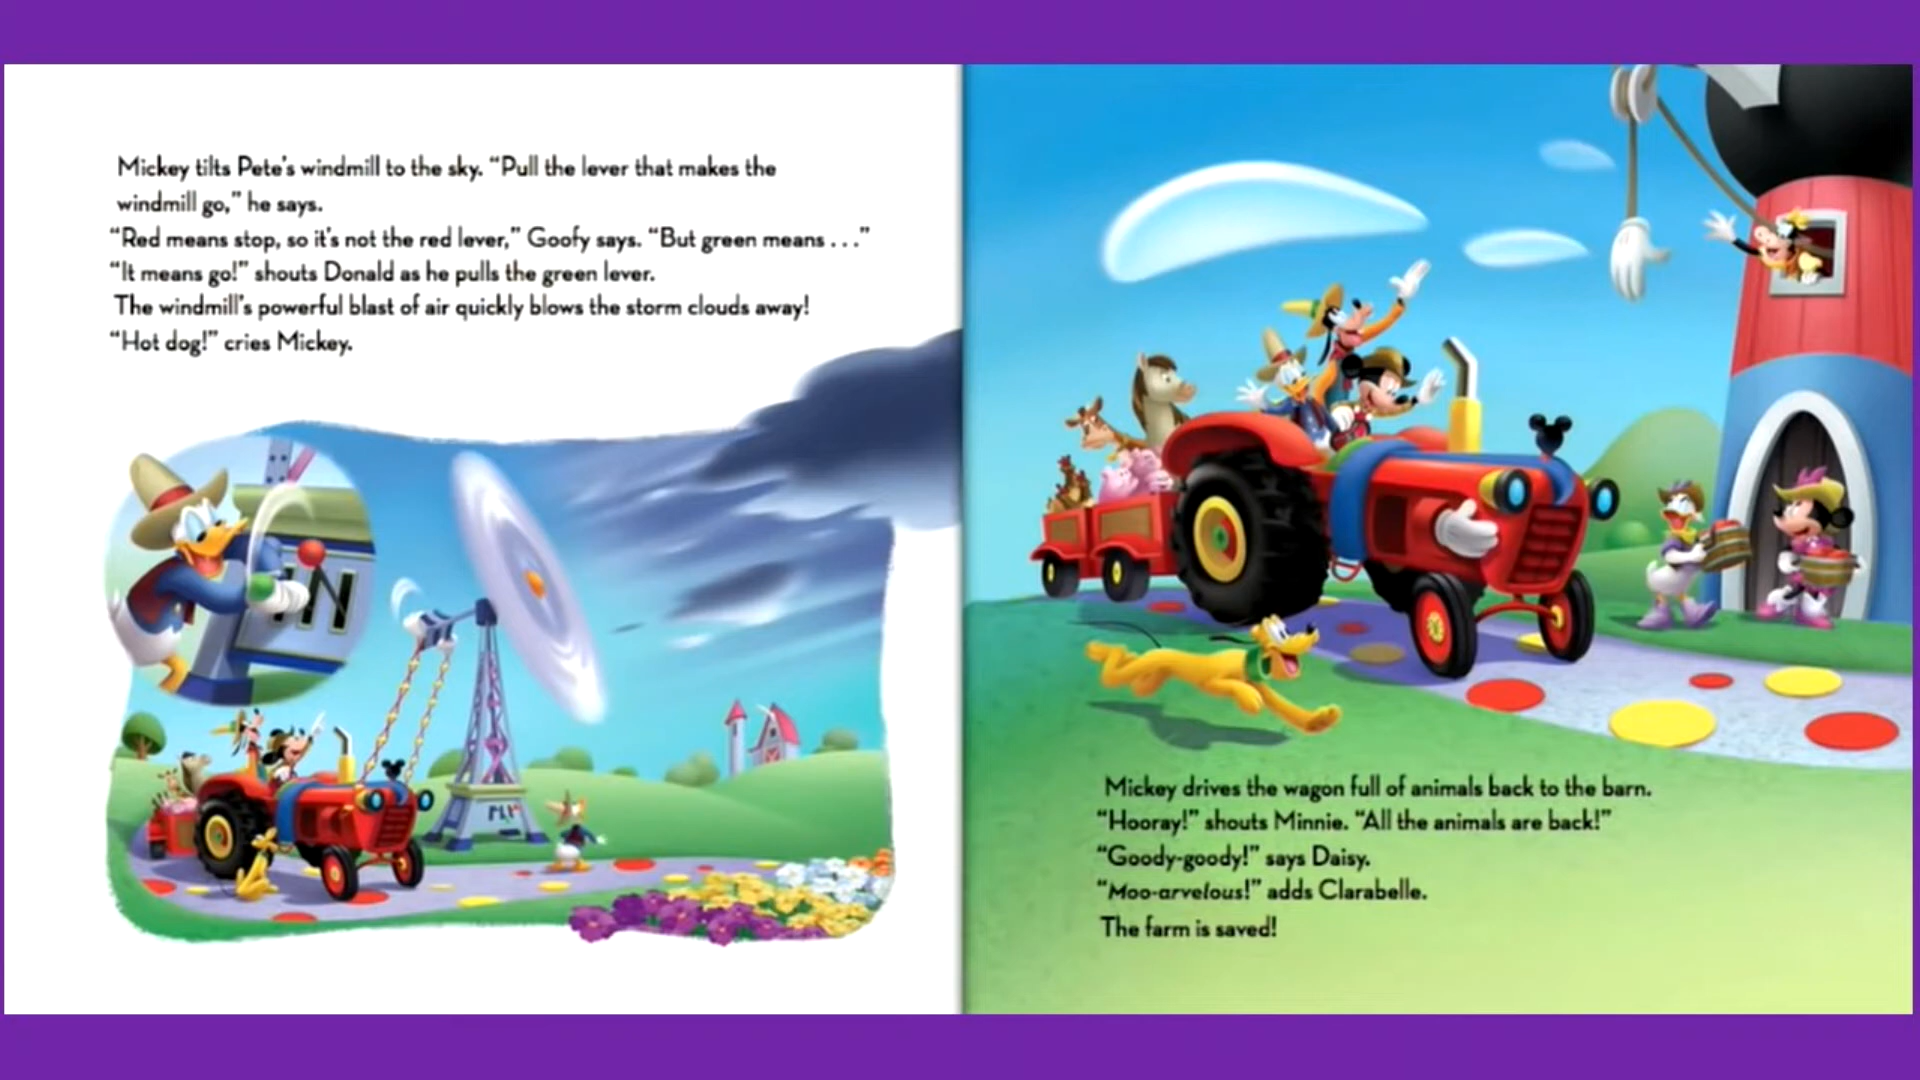 Mickey tilts Pete's windmill to the sky. “Pull the lever that makes the
windmill go,” he says.
“Red means stop, so it's not the red lever,” Goofy says. “But green means . . .”
“It means go!” shouts Donald as he pulls the green lever.
The windmill's powerful blast of air quickly blows the storm clouds away!
“Hot dog!” cries Mickey.
Mickey drives the wagon full of animals back to the barn.
“Hooray!” shouts Minnie. “All the animals are back!”
“Goody-goody!” says Daisy.
“Moo-arvelous!” adds Clarabelle.
The farm is saved!